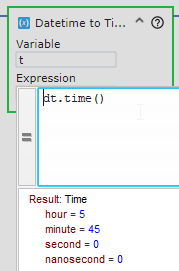 Datetime to Ti...
Variable
t
Expression
dt.time()
Result: Time
hour = 5
minute = 45
second = 0
nanosecond = 0